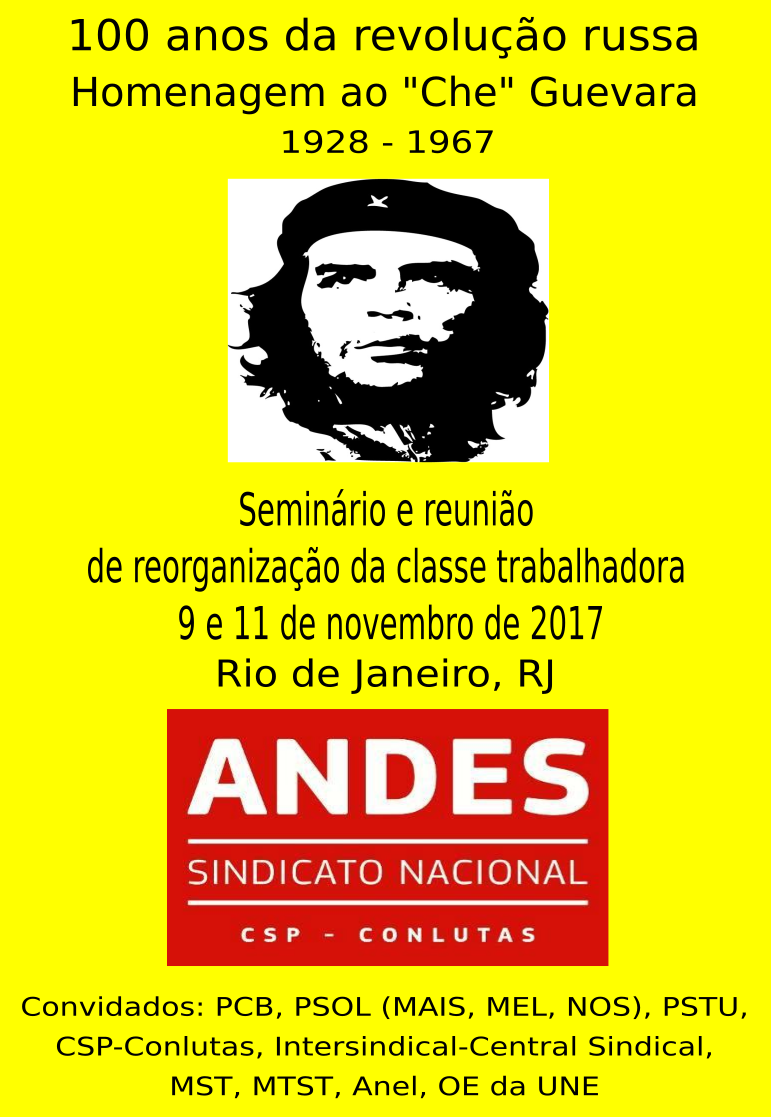 100 anos da revolução russa
Homenagem ao "Che" Guevara
1928 - 1967
Seminário e reunião
de reorganização da classe trabalhadora
9 e 11 de novembro de 2017
Rio de Janeiro, RJ
ANDES
SINDICATO NACIONAL
CSP - CONLUTAS
Convidados: PCB, PSOL (MAIS, MEL, NOS), PSTU,
CSP-Conlutas, Intersindical-Central Sindical,
MST, MTST, Anel, OE da UNE